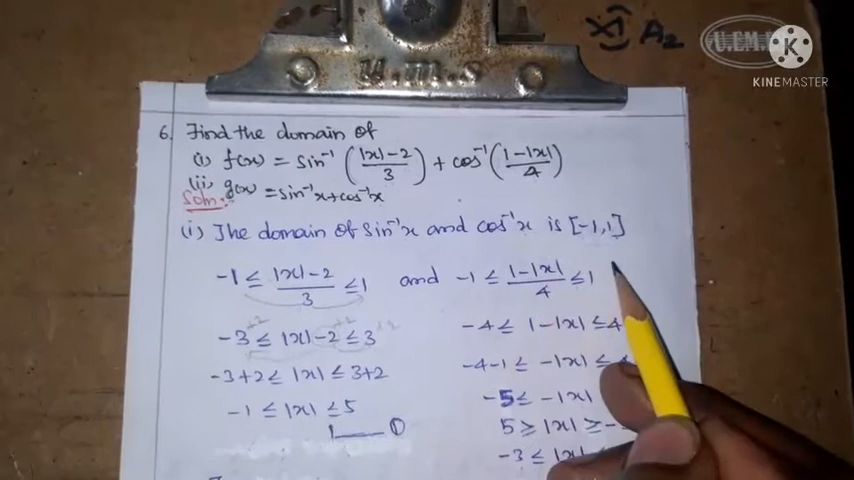 XI A2
U.EM.
K
KINEMASTER
U.M.S
6. Find the domain of
(i) f(x) = sin⁻¹(|x|-2/3) + cos⁻¹(1-|x|/4)
(ii) g(x) = sin⁻¹x+cos⁻¹x
Soln:-
(i) The domain of sin⁻¹x and cos⁻¹x is [-1,1]
-1 ≤ |x|-2/3 ≤ 1 and -1 ≤ 1-|x|/4 ≤ 1
-3 ≤ |x|-2 ≤ 3 -4 ≤ 1-|x| ≤ 4
-3+2 ≤ |x| ≤ 3+2 -4-1 ≤ -|x| ≤
-1 ≤ |x| ≤ 5 -5 ≤ -|x|
①
5 ≥ |x| ≥ -
-3 ≤ |x|